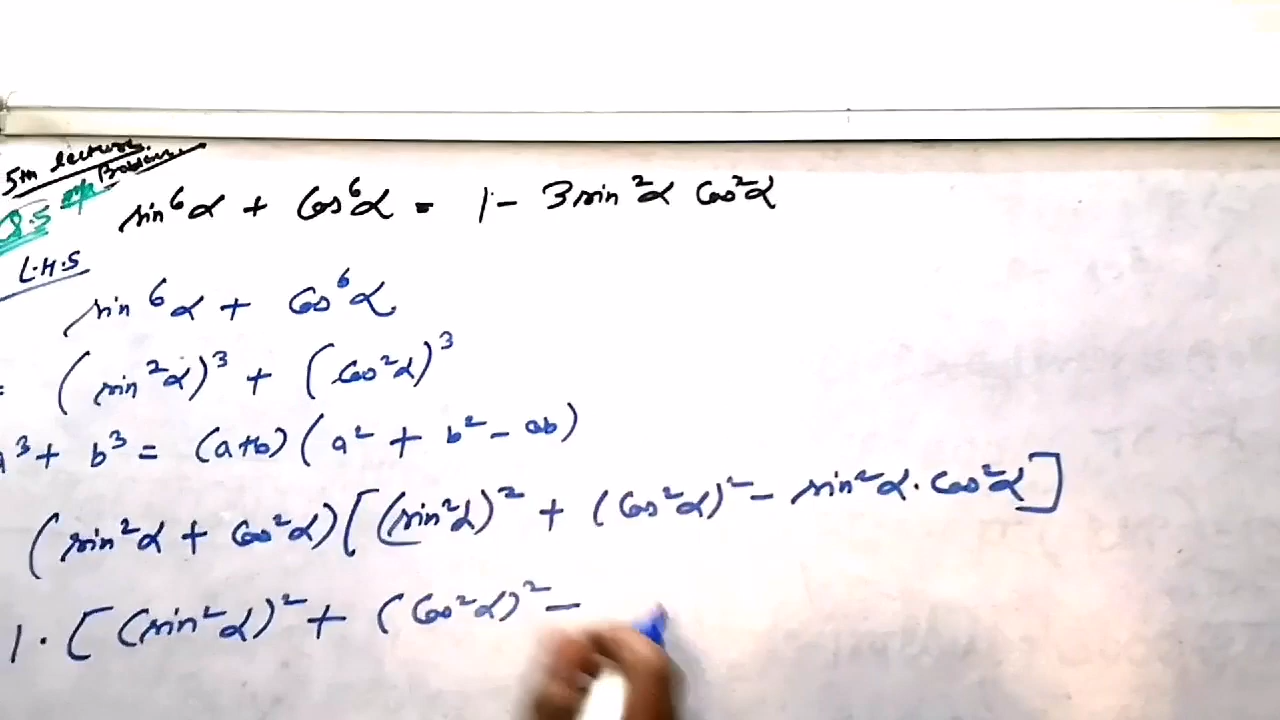 5th lecture
Q.5
sin⁶α + Cos⁶α = 1 - 3sin²α Cos²α
L.H.S
sin⁶α + Cos⁶α
= (sin²α)³ + (Cos²α)³
a³ + b³ = (a+b)(a² + b² - ab)
(sin²α + Cos²α)[(sin²α)² + (Cos²α)² - sin²α.Cos²α]
1.[(sin²α)² + (Cos²α)² -